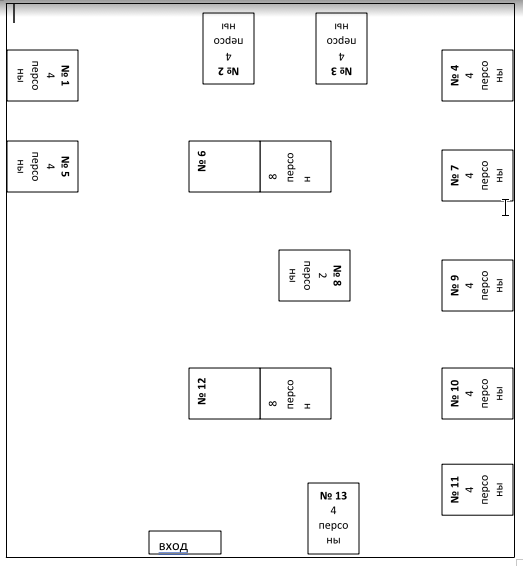 № 2
4
персо
ны
№ 3
4
персо
ны
№ 1
4
персо
ны
№ 4
4
персо
ны
№ 5
4
персо
ны
№ 6
8
персо
н
№ 7
4
персо
ны
№ 8
2
персо
ны
№ 9
4
персо
ны
№ 12
8
персо
н
№ 10
4
персо
ны
№ 11
4
персо
ны
№ 13
4
персо
ны
вход